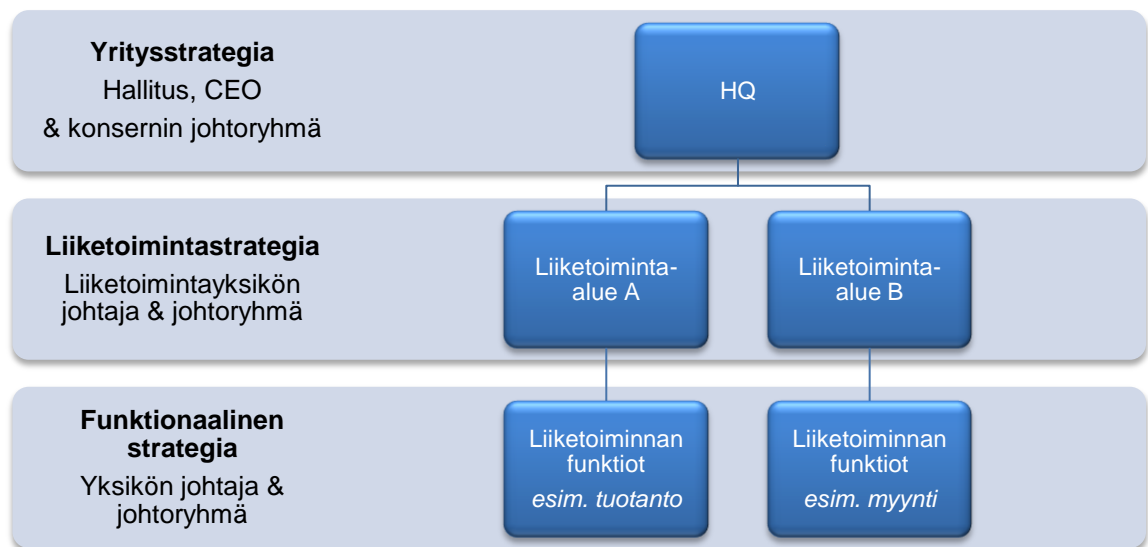 Yritysstrategia
Hallitus, CEO
& konsernin johtoryhmä
HQ
Liiketoimintastrategia
Liiketoimintayksikön
johtaja & johtoryhmä
Liiketoiminta-
alue A
Liiketoiminta-
alue B
Funktionaalinen
strategia
Yksikön johtaja &
johtoryhmä
Liiketoiminnan
funktiot
esim. tuotanto
Liiketoiminnan
funktiot
esim. myynti